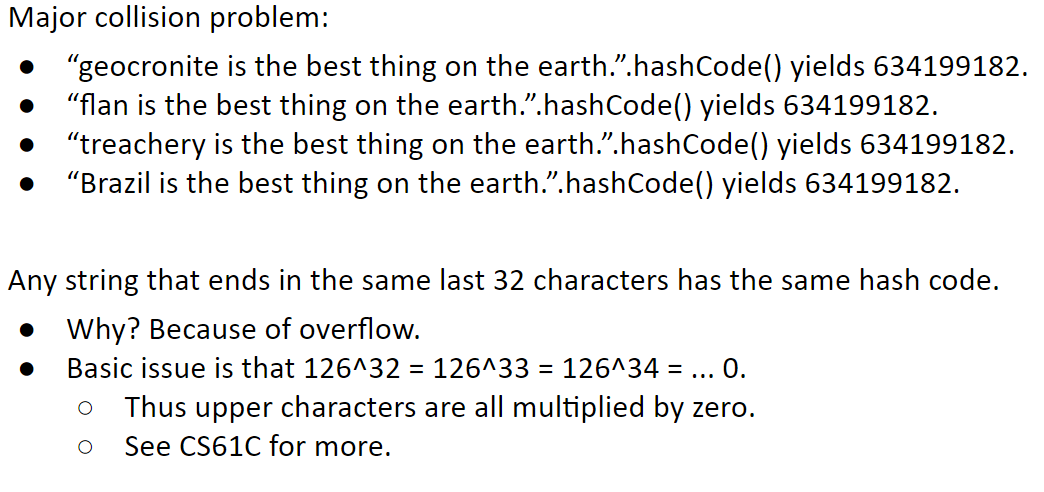 Major collision problem:
● “geocronite is the best thing on the earth.”.hashCode() yields 634199182.
● “flan is the best thing on the earth.”.hashCode() yields 634199182.
● “treachery is the best thing on the earth.”.hashCode() yields 634199182.
● “Brazil is the best thing on the earth.”.hashCode() yields 634199182.
Any string that ends in the same last 32 characters has the same hash code.
● Why? Because of overflow.
● Basic issue is that 126^32 = 126^33 = 126^34 = ... 0.
○ Thus upper characters are all multiplied by zero.
○ See CS61C for more.